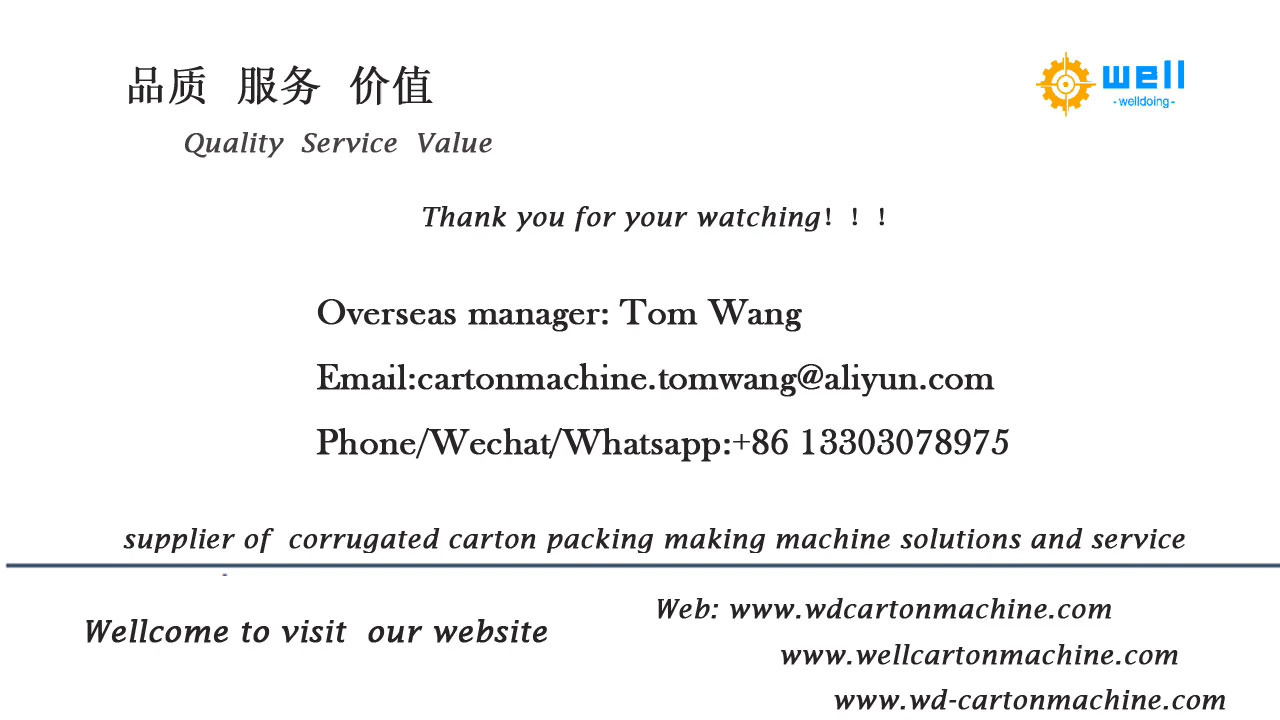 品质 服务 价值
well
-welldoing-
Quality Service Value
Thank you for your watching！！！
Overseas manager: Tom Wang
Email:cartonmachine.tomwang@aliyun.com
Phone/Wechat/Whatsapp:+86 13303078975
supplier of corrugated carton packing making machine solutions and service
Wellcome to visit our website
Web: www.wdcartonmachine.com
www.wellcartonmachine.com
www.wd-cartonmachine.com